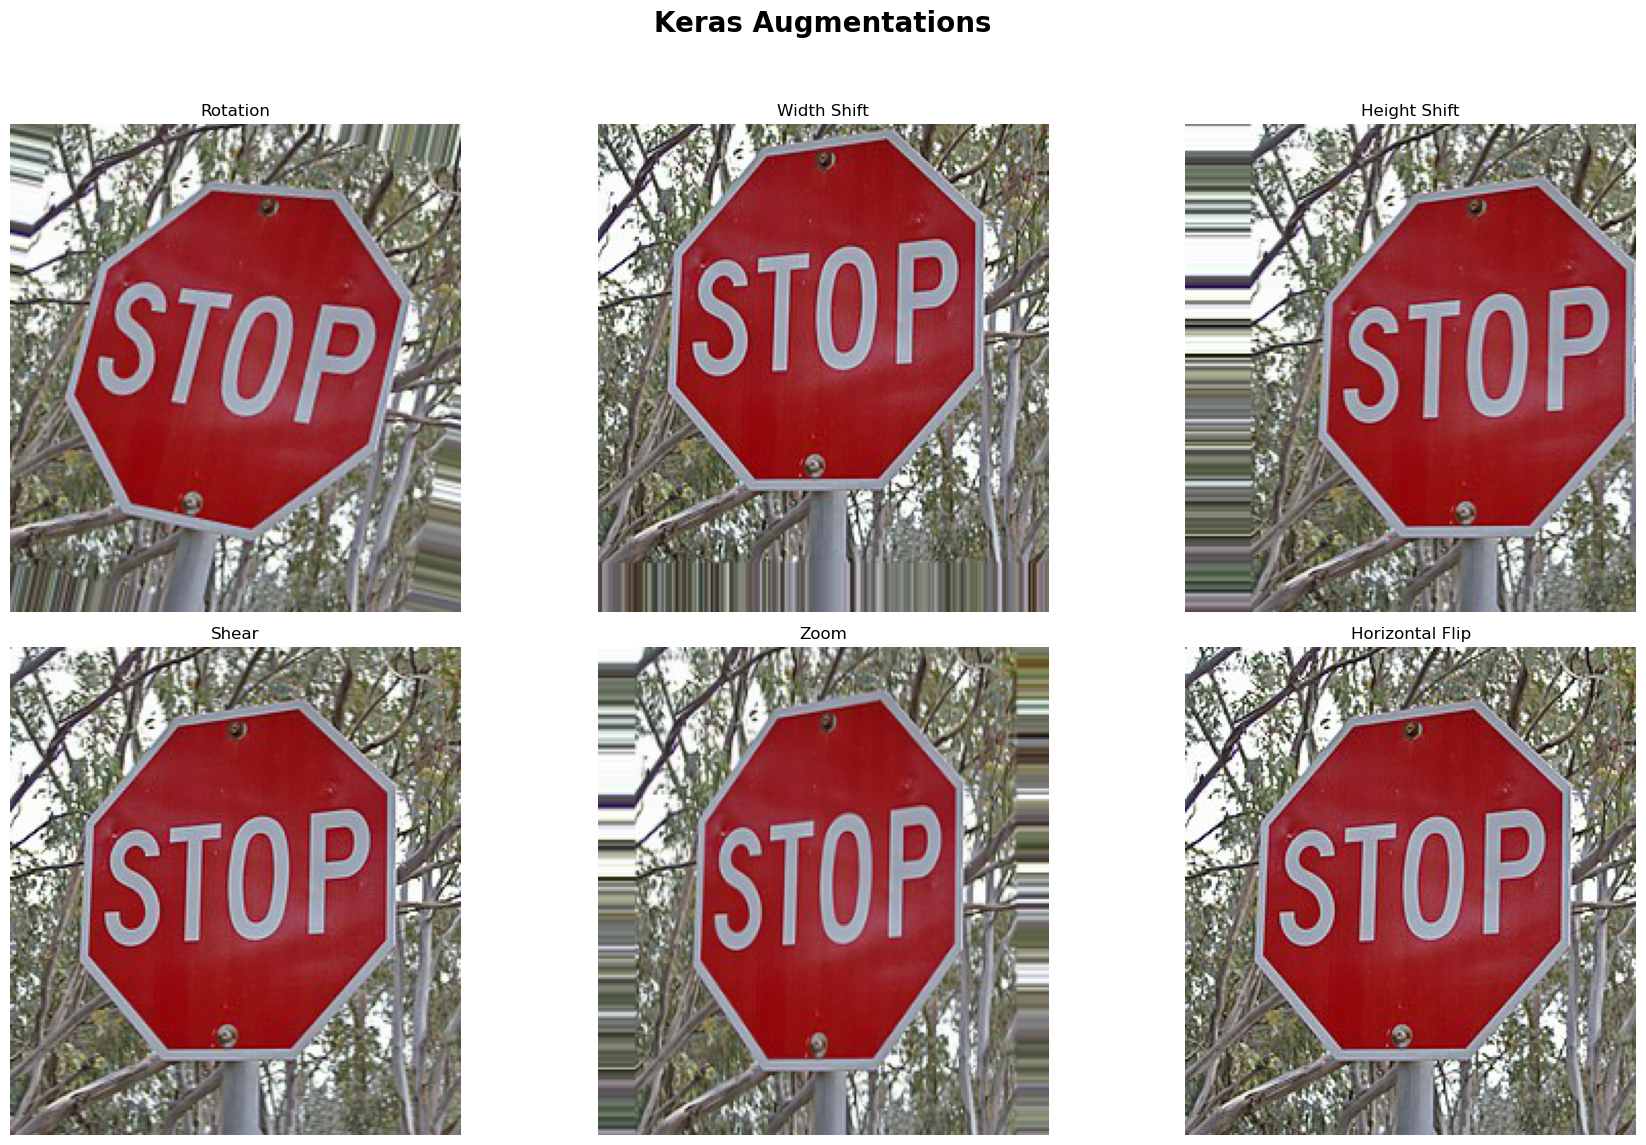 Keras Augmentations
Rotation
Width Shift
Height Shift
STOP
STOP
STOP
Shear
Zoom
Horizontal Flip
STOP
STOP
STOP